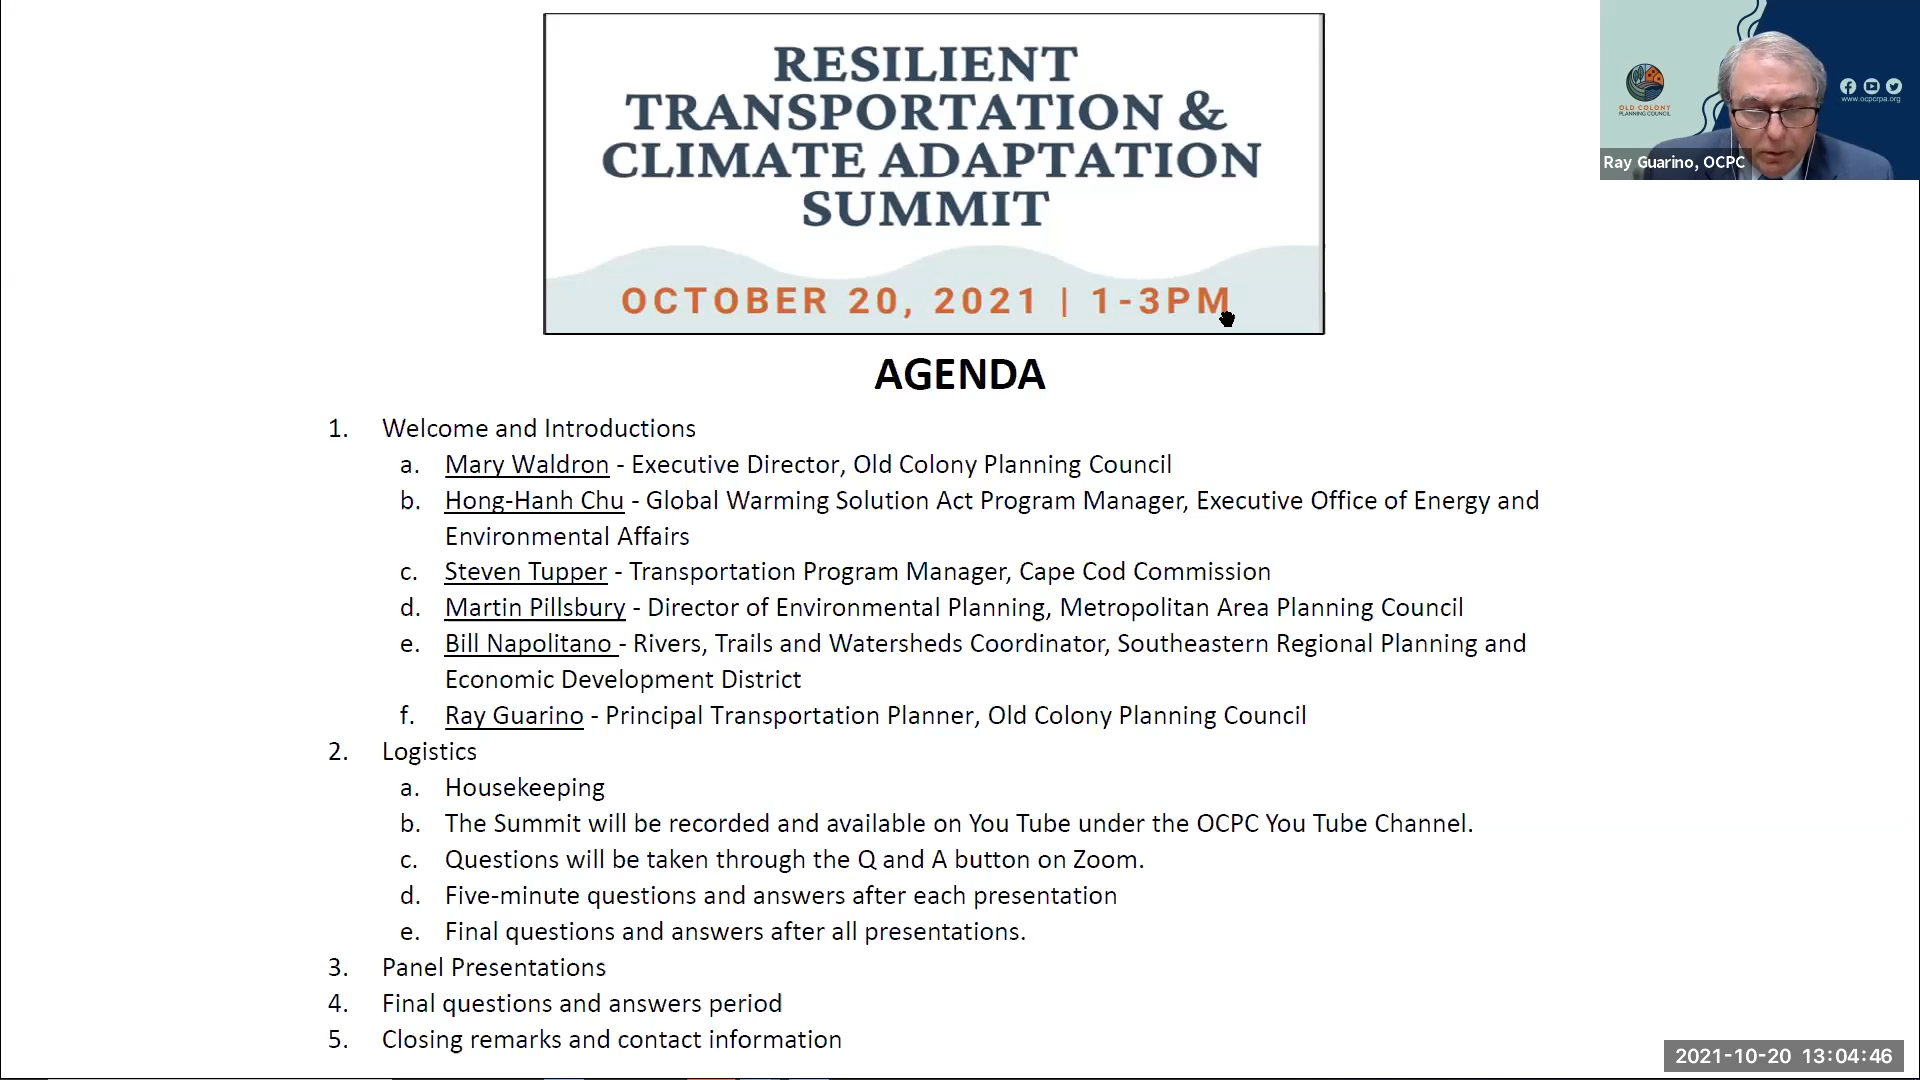 RESILIENT
TRANSPORTATION &
CLIMATE ADAPTATION
SUMMIT
OCTOBER 20, 2021 | 1-3PM
OLD COLONY
PLANNING COUNCIL
www.ocpcrpa.org
Ray Guarino, OCPC
AGENDA
1. Welcome and Introductions
a. Mary Waldron - Executive Director, Old Colony Planning Council
b. Hong-Hanh Chu - Global Warming Solution Act Program Manager, Executive Office of Energy and
Environmental Affairs
c. Steven Tupper - Transportation Program Manager, Cape Cod Commission
d. Martin Pillsbury - Director of Environmental Planning, Metropolitan Area Planning Council
e. Bill Napolitano - Rivers, Trails and Watersheds Coordinator, Southeastern Regional Planning and
Economic Development District
f. Ray Guarino - Principal Transportation Planner, Old Colony Planning Council
2. Logistics
a. Housekeeping
b. The Summit will be recorded and available on You Tube under the OCPC You Tube Channel.
c. Questions will be taken through the Q and A button on Zoom.
d. Five-minute questions and answers after each presentation
e. Final questions and answers after all presentations.
3. Panel Presentations
4. Final questions and answers period
5. Closing remarks and contact information
2021-10-20 13:04:46